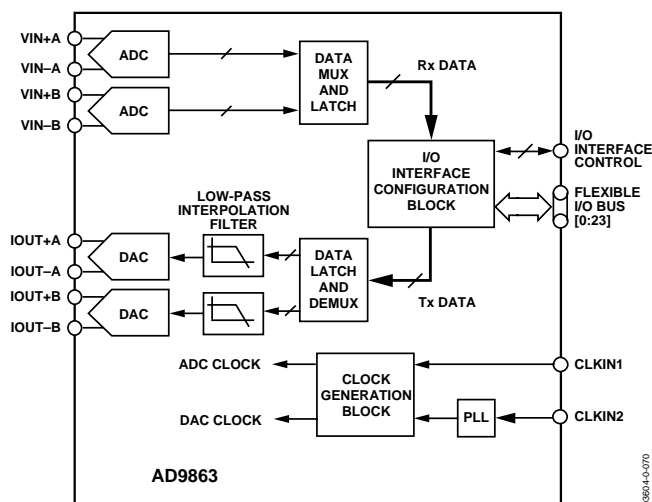 VIN+A
VIN–A
VIN+B
VIN–B
ADC
ADC
DATA
MUX
AND
LATCH
Rx DATA
I/O
INTERFACE
CONFIGURATION
BLOCK
I/O
INTERFACE
CONTROL
FLEXIBLE
I/O BUS
[0:23]
LOW-PASS
INTERPOLATION
FILTER
IOUT+A
IOUT–A
IOUT+B
IOUT–B
DAC
DAC
DATA
LATCH
AND
DEMUX
Tx DATA
ADC CLOCK
DAC CLOCK
CLOCK
GENERATION
BLOCK
PLL
CLKIN1
CLKIN2
AD9863
03604-0-070